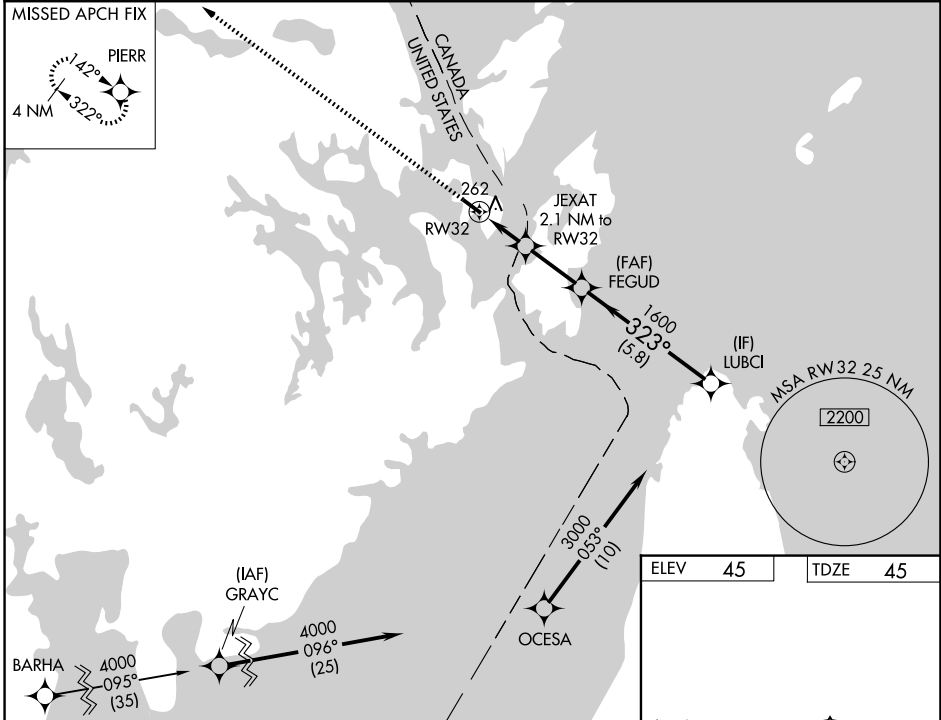 MISSED APCH FIX
PIERR
142°
322°
4 NM
CANADA
UNITED STATES
262
RW32
JEXAT
2.1 NM to
RW32
(FAF)
FEGUD
1600
323°
(5.8)
(IF)
LUBCI
MSA RW32 25 NM
2200
3000
053°
(10)
OCESA
(IAF)
GRAYC
4000
096°
(25)
BARHA
4000
095°
(35)
ELEV 45
TDZE 45